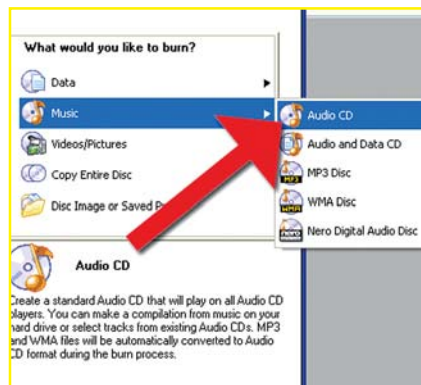 What would you like to burn?
Data
Music
Videos/Pictures
Copy Entire Disc
Disc Image or Saved
Audio CD
Audio and Data CD
MP3 Disc
WMA Disc
Nero Digital Audio Disc
Audio CD
Create a standard Audio CD that will play on all Audio CD
players. You can make a compilation from music on your
hard drive or select tracks from existing Audio CDs. MP3
and WMA files will be automatically converted to Audio
CD format during the burn process.